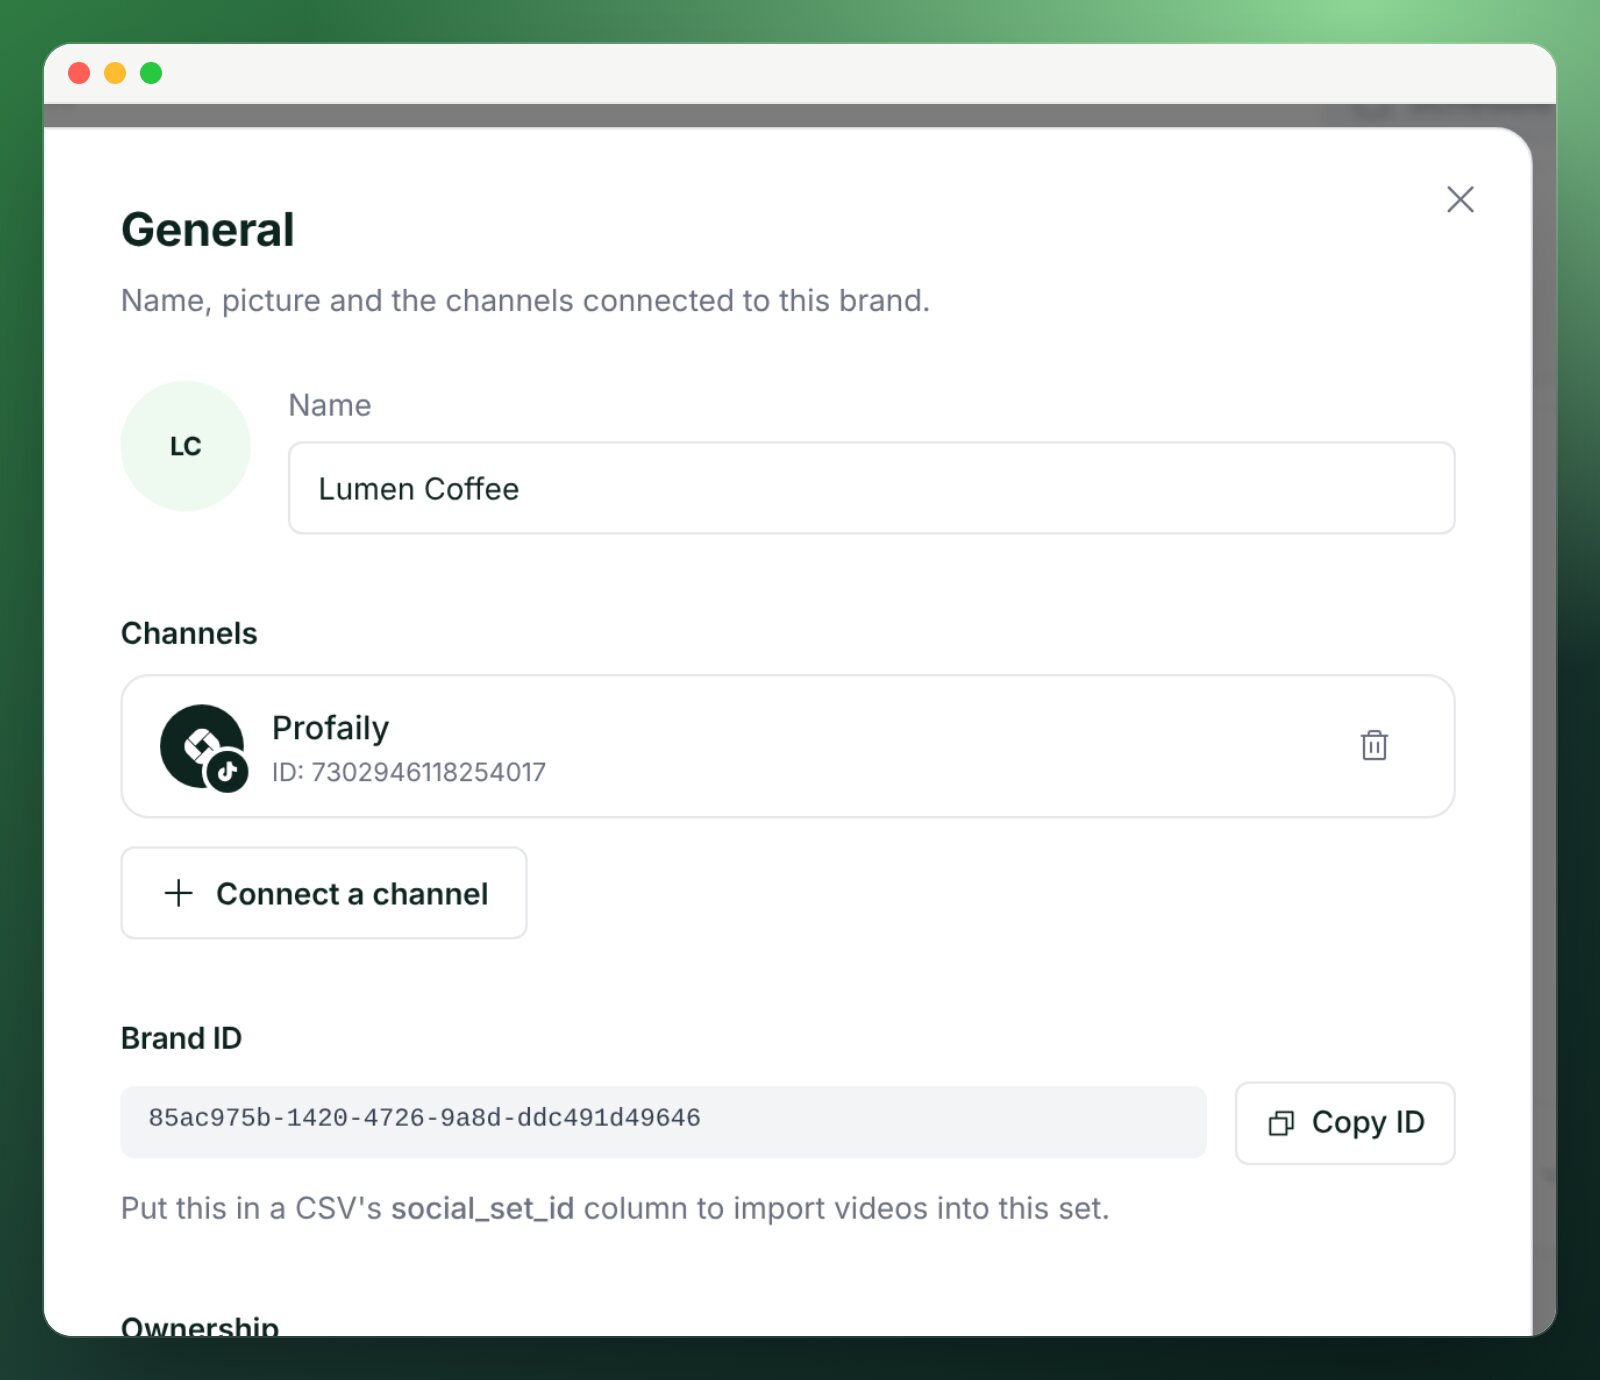 General
Name, picture and the channels connected to this brand.
LC
Name
Lumen Coffee
Channels
Profaily
ID: 7302946118254017
Connect a channel
Brand ID
85ac975b-1420-4726-9a8d-ddc491d49646
Copy ID
Put this in a CSV's social_set_id column to import videos into this set.
Ownership